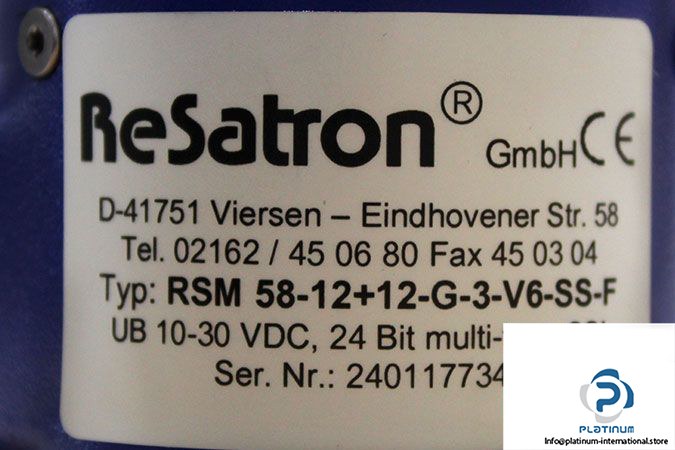 ReSatron® GmbH CE
D-41751 Viersen – Eindhovener Str. 58
Tel. 02162 / 45 06 80 Fax 45 03 04
Typ: RSM 58-12+12-G-3-V6-SS-F
UB 10-30 VDC, 24 Bit multi-
Ser. Nr.: 240117734
PLATINUM
Info@platinum-international.store